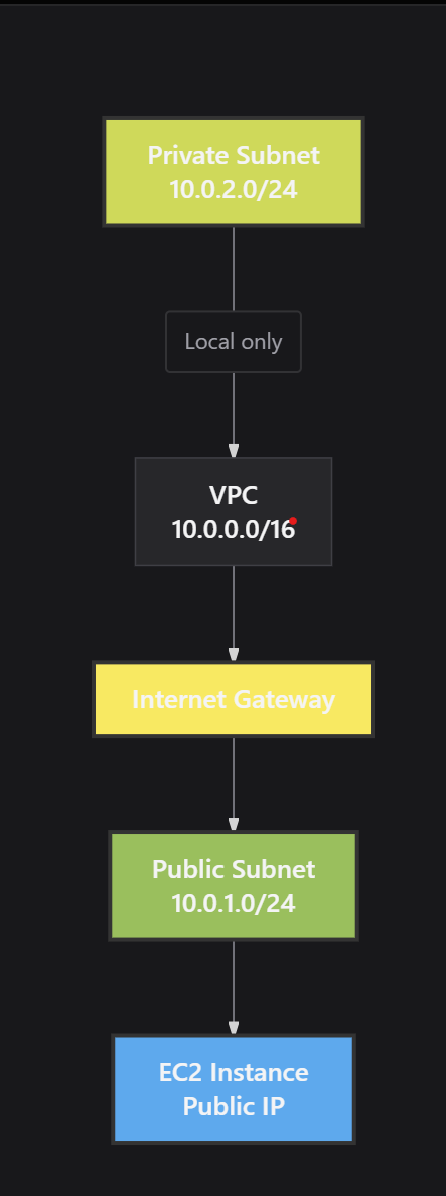 Private Subnet
10.0.2.0/24
Local only
VPC
10.0.0.0/16
Internet Gateway
Public Subnet
10.0.1.0/24
EC2 Instance
Public IP